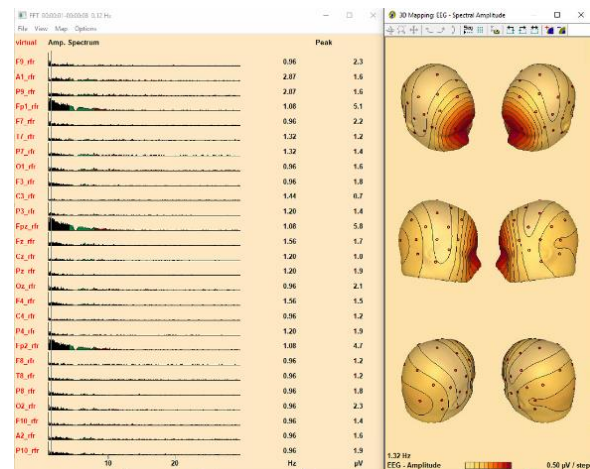 FFT 00:00:01-00:00:08 0.12 Hz
File View Map Options
virtual Amp. Spectrum Peak
F9_rfr 0.96 2.3
A1_rfr 2.07 1.6
P9_rfr 2.07 1.6
Fp1_rfr 1.08 5.1
F7_rfr 0.96 2.2
T7_rfr 1.32 1.2
P7_rfr 1.32 1.4
O1_rfr 0.96 1.6
F3_rfr 0.96 1.8
C3_rfr 1.44 0.7
P3_rfr 1.20 1.4
Fpz_rfr 1.08 5.8
Fz_rfr 1.56 1.7
Cz_rfr 1.20 1.0
Pz_rfr 1.20 1.9
Oz_rfr 0.96 2.1
F4_rfr 1.56 1.5
C4_rfr 0.96 1.2
P4_rfr 1.20 1.9
Fp2_rfr 1.08 4.7
F8_rfr 0.96 1.2
T8_rfr 0.96 1.2
P8_rfr 0.96 1.8
O2_rfr 0.96 2.3
F10_rfr 0.96 1.4
A2_rfr 0.96 1.6
P10_rfr 0.96 1.9
10 20 Hz µV
3D Mapping: EEG - Spectral Amplitude
1.32 Hz
EEG - Amplitude 0.50 µV / step